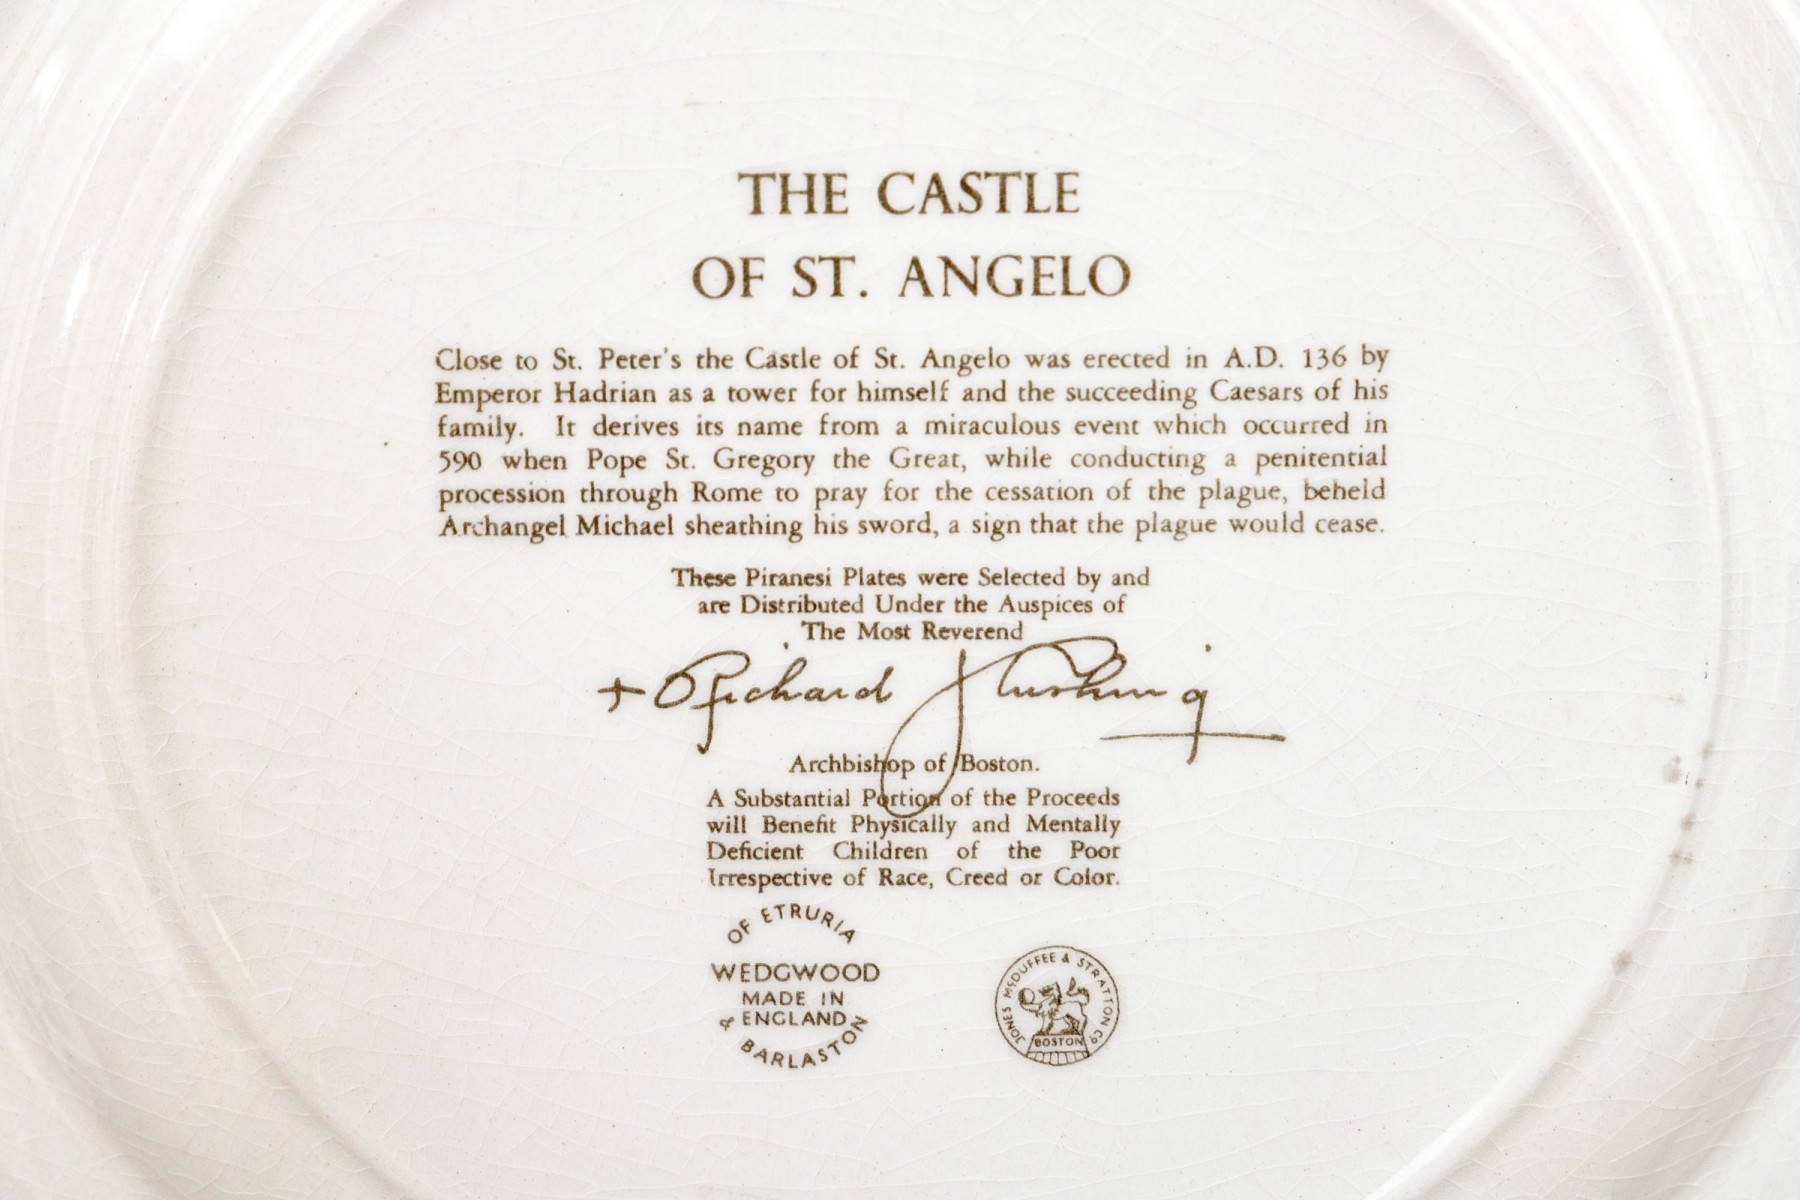 THE CASTLE
OF ST. ANGELO
Close to St. Peter's the Castle of St. Angelo was erected in A.D. 136 by
Emperor Hadrian as a tower for himself and the succeeding Caesars of his
family. It derives its name from a miraculous event which occurred in
590 when Pope St. Gregory the Great, while conducting a penitential
procession through Rome to pray for the cessation of the plague, beheld
Archangel Michael sheathing his sword, a sign that the plague would cease.
These Piranesi Plates were Selected by and
are Distributed Under the Auspices of
The Most Reverend
+ Richard J Cushing
Archbishop of Boston.
A Substantial Portion of the Proceeds
will Benefit Physically and Mentally
Deficient Children of the Poor
Irrespective of Race, Creed or Color.
OF ETRURIA
WEDGWOOD
MADE IN
ENGLAND
& BARLASTON
JONES McDUFFEE & STRATTON Co
BOSTON